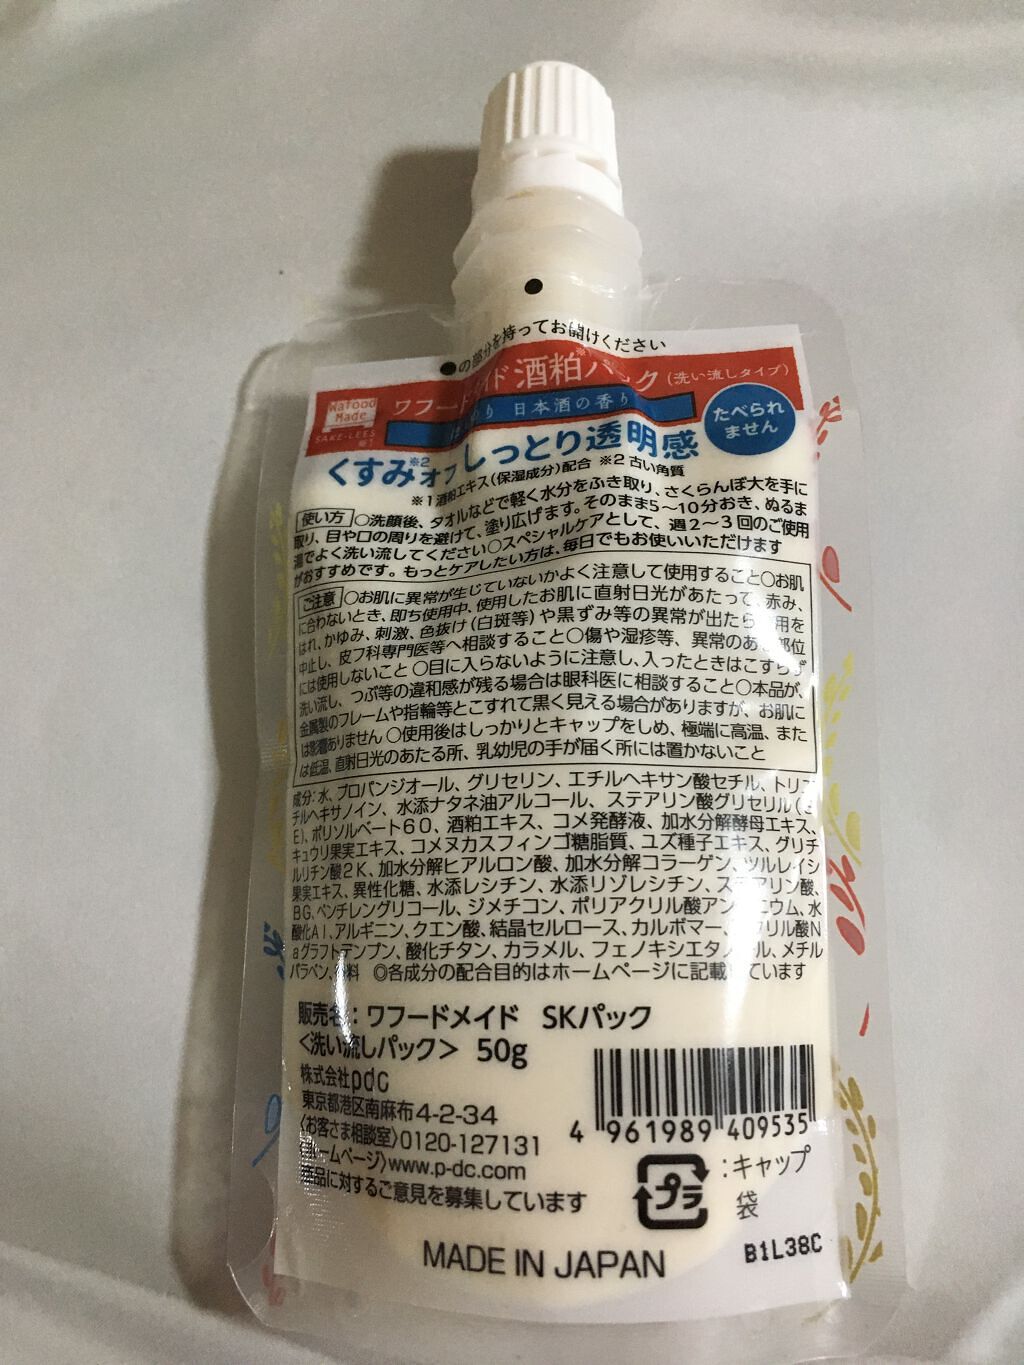 ●の部分を持ってお開けください
Wafood Made
SAKE-LEES
ワフードメイド 酒粕パック (洗い流しタイプ)
日本酒の香り
たべられ
ません
くすみ※2オフ しっとり透明感
※1 酒粕エキス(保湿成分)配合 ※2 古い角質
使い方 ○洗顔後、タオルなどで軽く水分をふき取り、さくらんぼ大を手に
取り、目や口の周りを避けて、塗り広げます。そのまま5～10分おき、ぬるま
湯でよく洗い流してください○スペシャルケアとして、週2～3回のご使用
がおすすめです。もっとケアしたい方は、毎日でもお使いいただけます
ご注意 ○お肌に異常が生じていないかよく注意して使用すること○お肌
に合わないとき、即ち使用中、使用したお肌に直射日光があたって、赤み、
はれ、かゆみ、刺激、色抜け(白斑等)や黒ずみ等の異常が出たら 用を
中止し、皮フ科専門医等へ相談すること○傷や湿疹等、異常のある部位
には使用しないこと ○目に入らないように注意し、入ったときはこすらず
洗い流し、つぶ等の違和感が残る場合は眼科医に相談すること○本品が、
金属製のフレームや指輪等とこすれて黒く見える場合がありますが、お肌に
は影響ありません ○使用後はしっかりとキャップをしめ、極端に高温、また
は低温、直射日光のあたる所、乳幼児の手が届く所には置かないこと
成分：水、プロパンジオール、グリセリン、エチルヘキサン酸セチル、トリエ
チルヘキサノイン、水添ナタネ油アルコール、ステアリン酸グリセリル(S
E)、ポリソルベート60、酒粕エキス、コメ発酵液、加水分解酵母エキス、
キュウリ果実エキス、コメヌカスフィンゴ糖脂質、ユズ種子エキス、グリチ
ルリチン酸2K、加水分解ヒアルロン酸、加水分解コラーゲン、ツルレイシ
果実エキス、異性化糖、水添レシチン、水添リゾレシチン、ステアリン酸、
BG、ペンチレングリコール、ジメチコン、ポリアクリル酸アンモニウム、水
酸化Al、アルギニン、クエン酸、結晶セルロース、カルボマー、アクリル酸N
aグラフトデンプン、酸化チタン、カラメル、フェノキシエタノール、メチル
パラベン、香料 ◎各成分の配合目的はホームページに記載しています
販売名：ワフードメイド SKパック
＜洗い流しパック＞ 50g
株式会社pdc
東京都港区南麻布4-2-34
〈お客さま相談室〉0120-127131
〈ホームページ〉www.p-dc.com
商品に対するご意見を募集しています
4 961989 409535
プラ
：キャップ
袋
MADE IN JAPAN
B1L38C